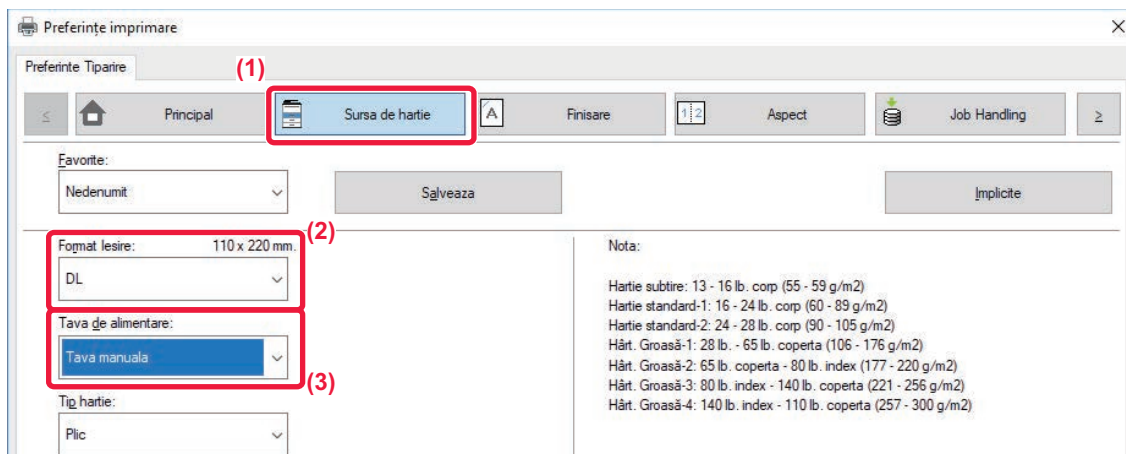 Preferințe imprimare
Preferinte Tiparire
(1)
≤ Principal Sursa de hartie Finisare Aspect Job Handling ≥
Favorite:
Nedenumit
Salveaza
Implicite
Format Iesire: 110 x 220 mm.
(2)
DL
Tava de alimentare:
Tava manuala
(3)
Tip hartie:
Plic
Nota:
Hartie subtire: 13 - 16 lb. corp (55 - 59 g/m2)
Hartie standard-1: 16 - 24 lb. corp (60 - 89 g/m2)
Hartie standard-2: 24 - 28 lb. corp (90 - 105 g/m2)
Hârt. Groasă-1: 28 lb. - 65 lb. coperta (106 - 176 g/m2)
Hârt. Groasă-2: 65 lb. coperta - 80 lb. index (177 - 220 g/m2)
Hârt. Groasă-3: 80 lb. index - 140 lb. coperta (221 - 256 g/m2)
Hârt. Groasă-4: 140 lb. index - 110 lb. coperta (257 - 300 g/m2)